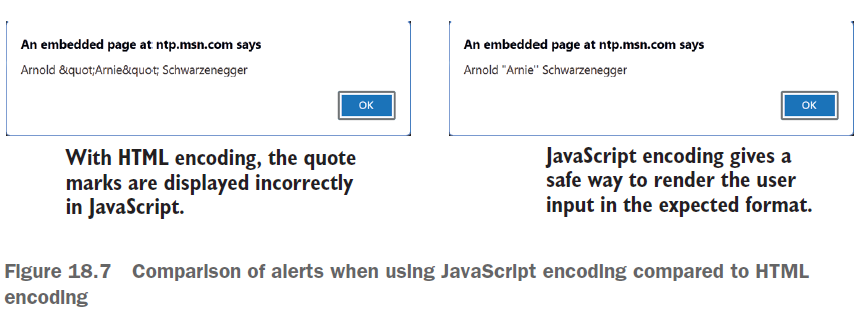 An embedded page at ntp.msn.com says
Arnold &quot;Arnie&quot; Schwarzenegger
OK
With HTML encoding, the quote
marks are displayed incorrectly
in JavaScript.
An embedded page at ntp.msn.com says
Arnold "Arnie" Schwarzenegger
OK
JavaScript encoding gives a
safe way to render the user
input in the expected format.
Figure 18.7 Comparison of alerts when using JavaScript encoding compared to HTML
encoding